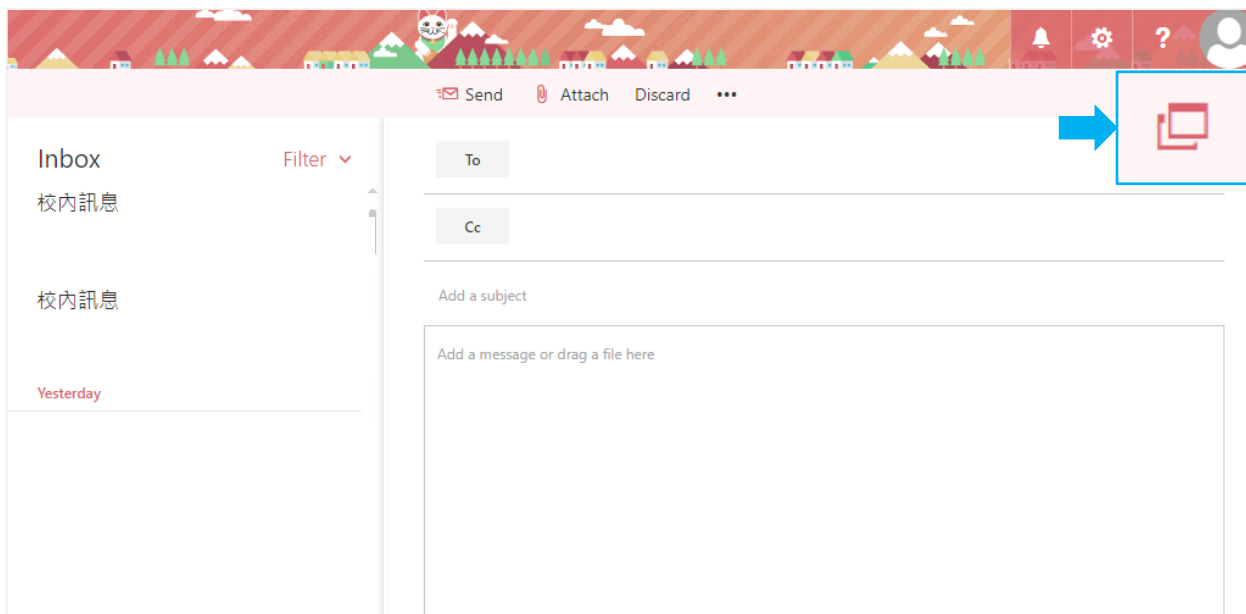 ?
Send Attach Discard •••
Inbox Filter
校內訊息
校內訊息
Yesterday
To
Cc
Add a subject
Add a message or drag a file here